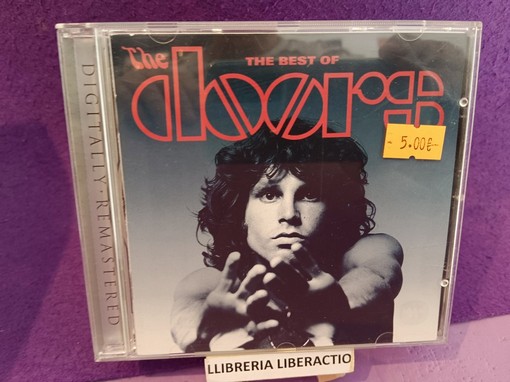 The
THE BEST OF
doors
5.00€
DIGITALLY·REMASTERED
LLIBRERIA LIBERACTIO